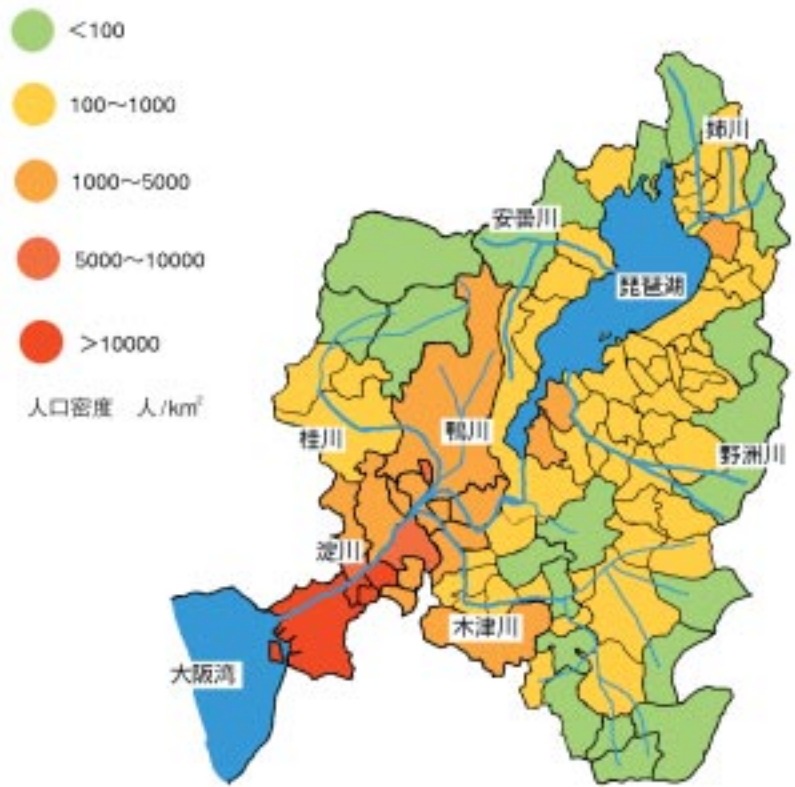 <100
100~1000
1000~5000
5000~10000
>10000
人口密度 人/km²
姉川
安曇川
琵琶湖
桂川
鴨川
野洲川
淀川
木津川
大阪湾